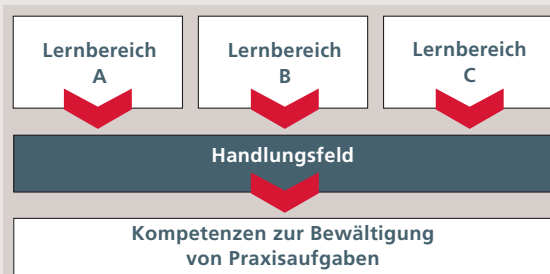 Lernbereich
A
Lernbereich
B
Lernbereich
C
Handlungsfeld
Kompetenzen zur Bewältigung
von Praxisaufgaben